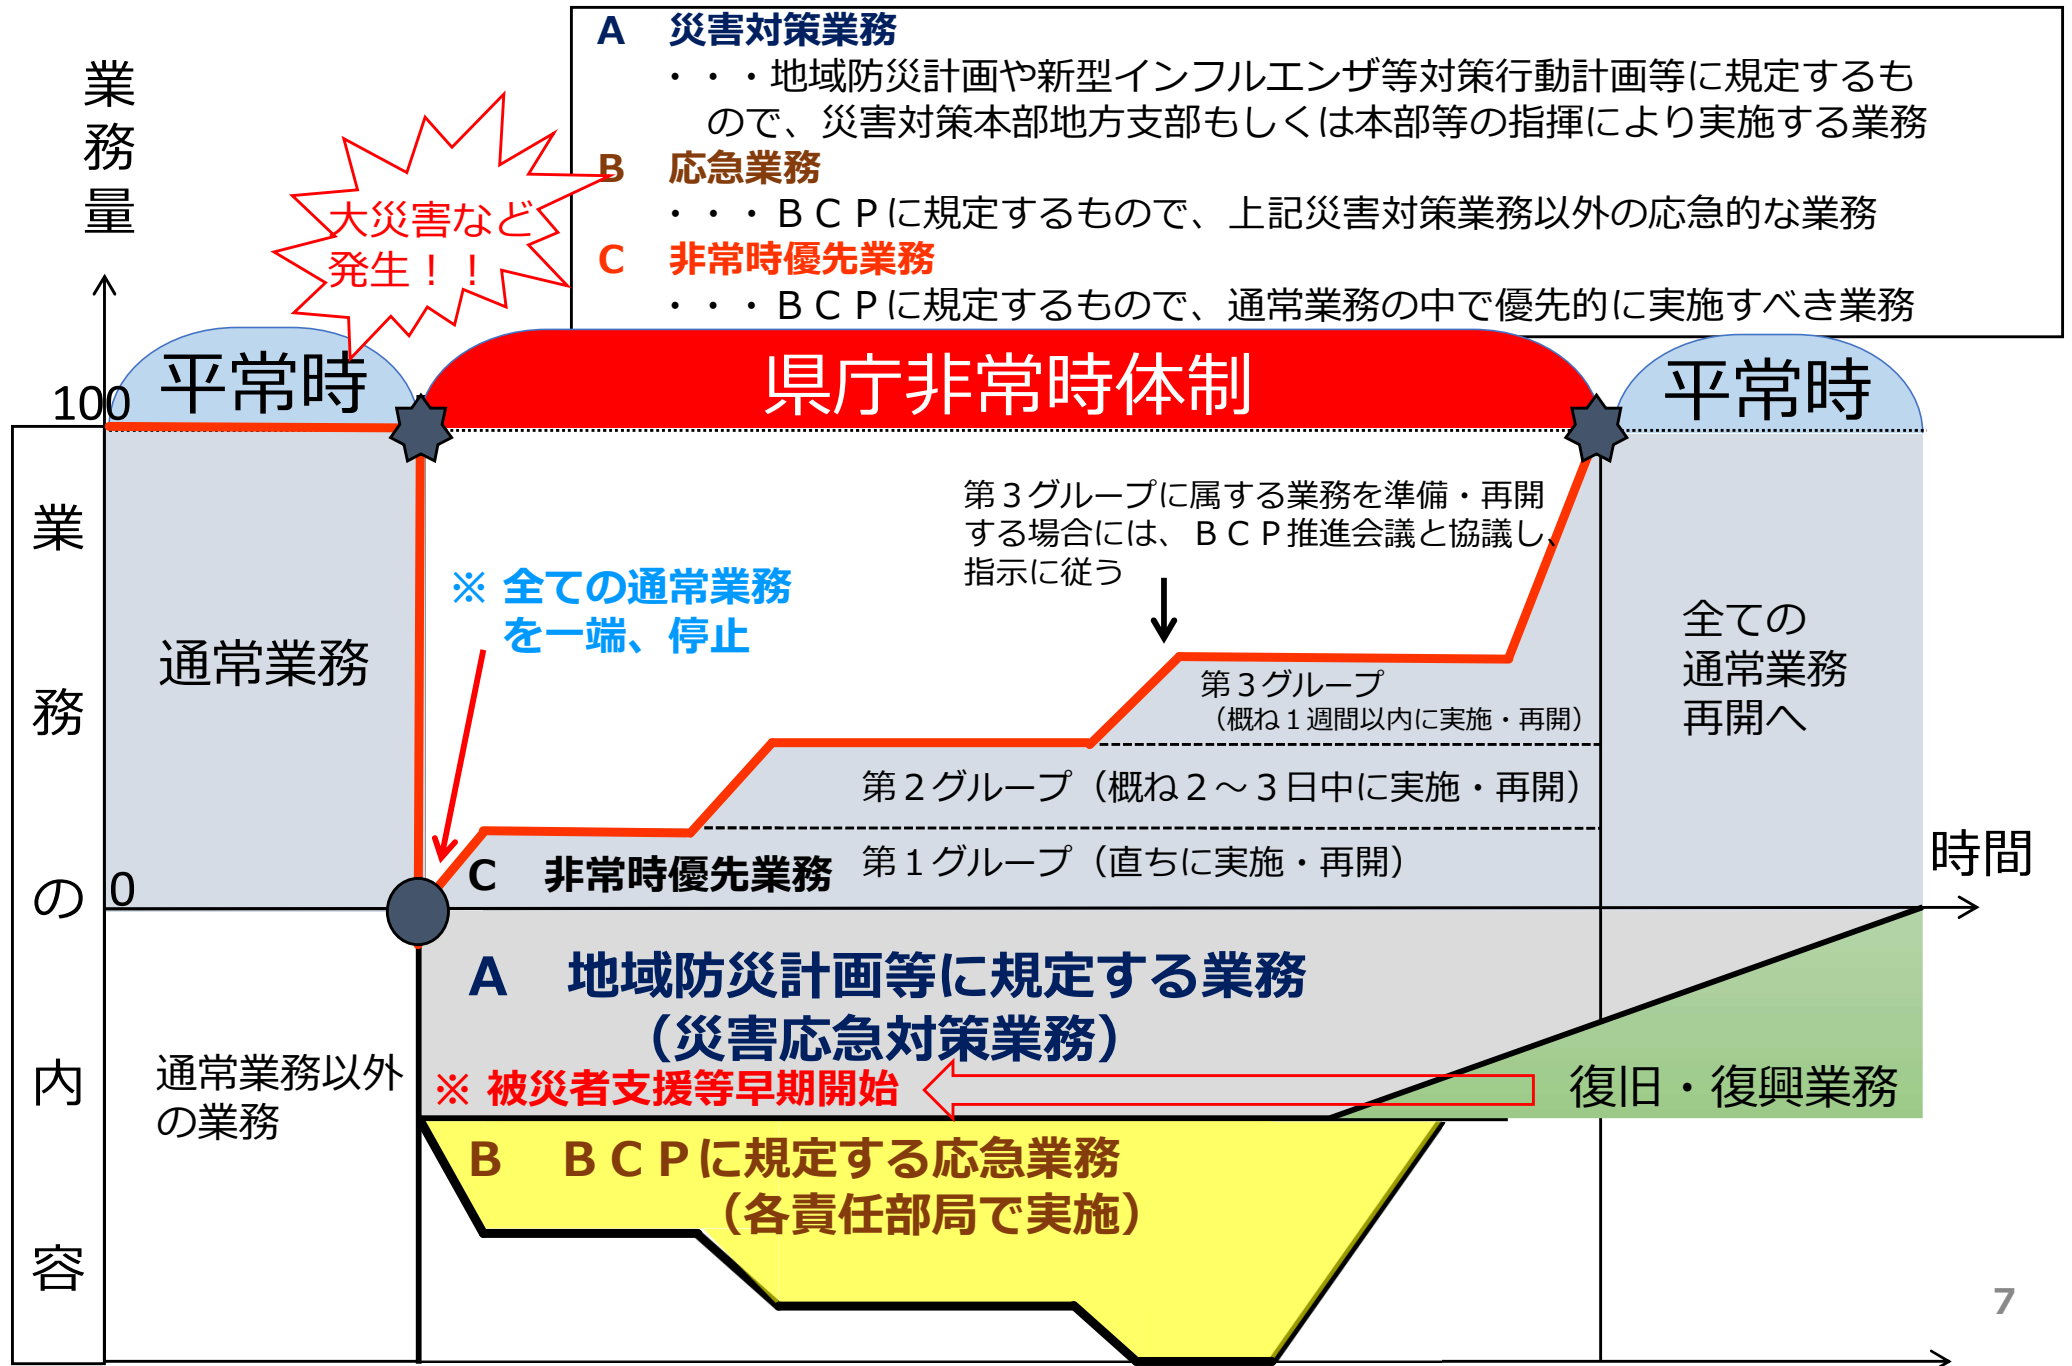 A　災害対策業務
・・・地域防災計画や新型インフルエンザ等対策行動計画等に規定するも
ので、災害対策本部地方支部もしくは本部等の指揮により実施する業務
B　応急業務
・・・ＢＣＰに規定するもので、上記災害対策業務以外の応急的な業務
C　非常時優先業務
・・・ＢＣＰに規定するもので、通常業務の中で優先的に実施すべき業務
業務量
大災害など
発生！！
平常時
県庁非常時体制
平常時
100
業務の内容
第３グループに属する業務を準備・再開
する場合には、ＢＣＰ推進会議と協議し、
指示に従う
※ 全ての通常業務
を一端、停止
通常業務
全ての
通常業務
再開へ
第３グループ
（概ね１週間以内に実施・再開）
第２グループ（概ね２～３日中に実施・再開）
C　非常時優先業務
第１グループ（直ちに実施・再開）
時間
0
A　地域防災計画等に規定する業務
（災害応急対策業務）
※ 被災者支援等早期開始
復旧・復興業務
通常業務以外
の業務
B　ＢＣＰに規定する応急業務
（各責任部局で実施）
7